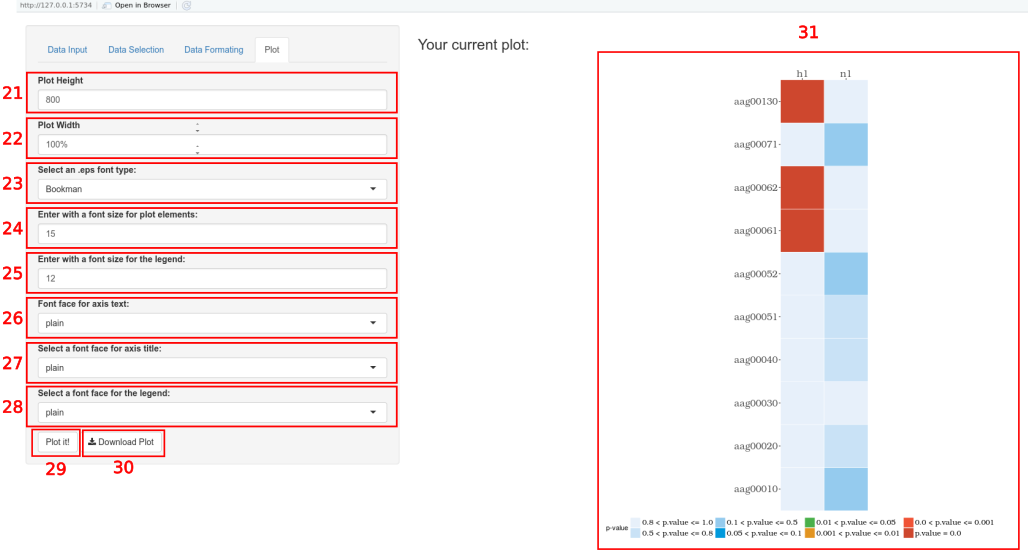 http://127.0.0.1:5734 Open in Browser
Data Input Data Selection Data Formating Plot
Your current plot:
31
Plot Height
21
800
Plot Width
22
100%
Select an .eps font type:
23
Bookman
Enter with a font size for plot elements:
24
15
Enter with a font size for the legend:
25
12
Font face for axis text:
26
plain
Select a font face for axis title:
27
plain
Select a font face for the legend:
28
plain
Plot it! Download Plot
29 30
h1 n1
aag00130
aag00071
aag00062
aag00061
aag00052
aag00051
aag00040
aag00030
aag00020
aag00010
p-value
0.8 < p.value <= 1.0 0.1 < p.value <= 0.5 0.01 < p.value <= 0.05 0.0 < p.value <= 0.001
0.5 < p.value <= 0.8 0.05 < p.value <= 0.1 0.001 < p.value <= 0.01 p.value = 0.0